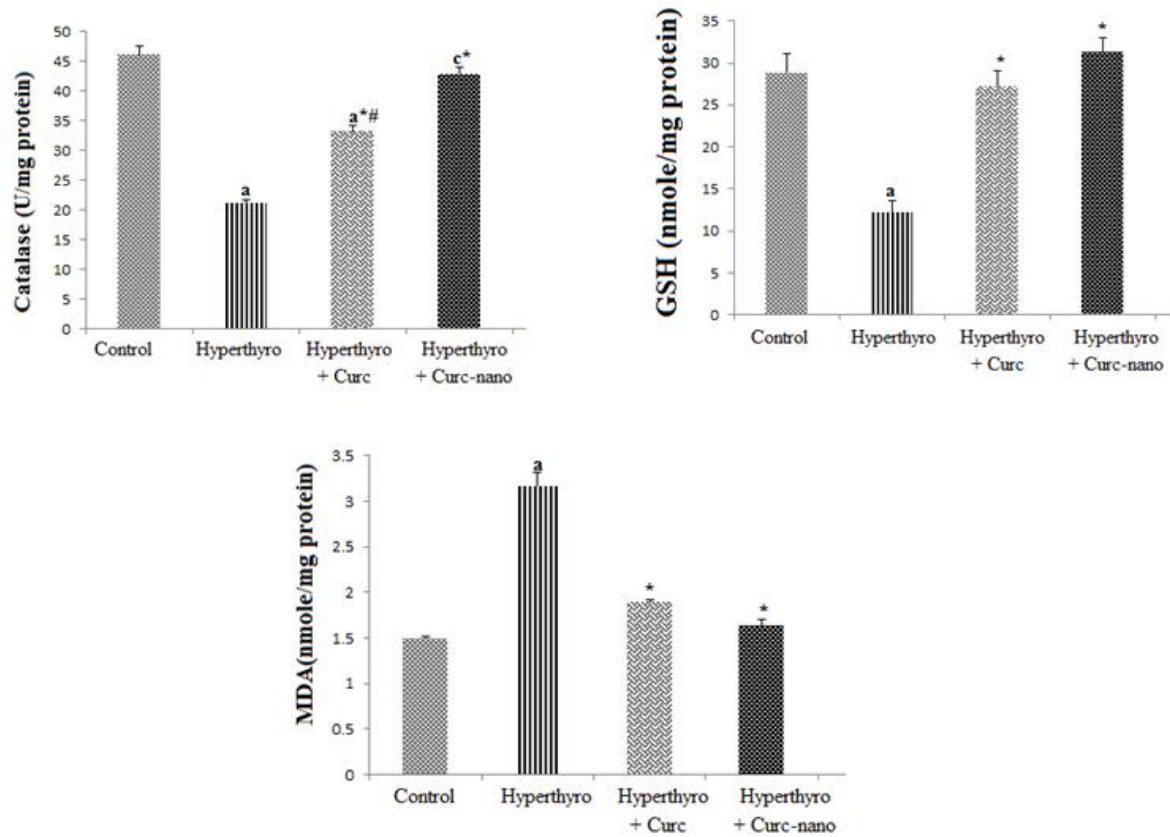 Catalase (U/mg protein)
50
45
40
35
30
25
20
15
10
5
0
a
a*#
c*
Control
Hyperthyro
Hyperthyro
+ Curc
Hyperthyro
+ Curc-nano
GSH (nmole/mg protein)
35
30
25
20
15
10
5
0
a
*
*
Control
Hyperthyro
Hyperthyro
+ Curc
Hyperthyro
+ Curc-nano
MDA(nmole/mg protein)
3.5
3
2.5
2
1.5
1
0.5
0
a
*
*
Control
Hyperthyro
Hyperthyro
+ Curc
Hyperthyro
+ Curc-nano